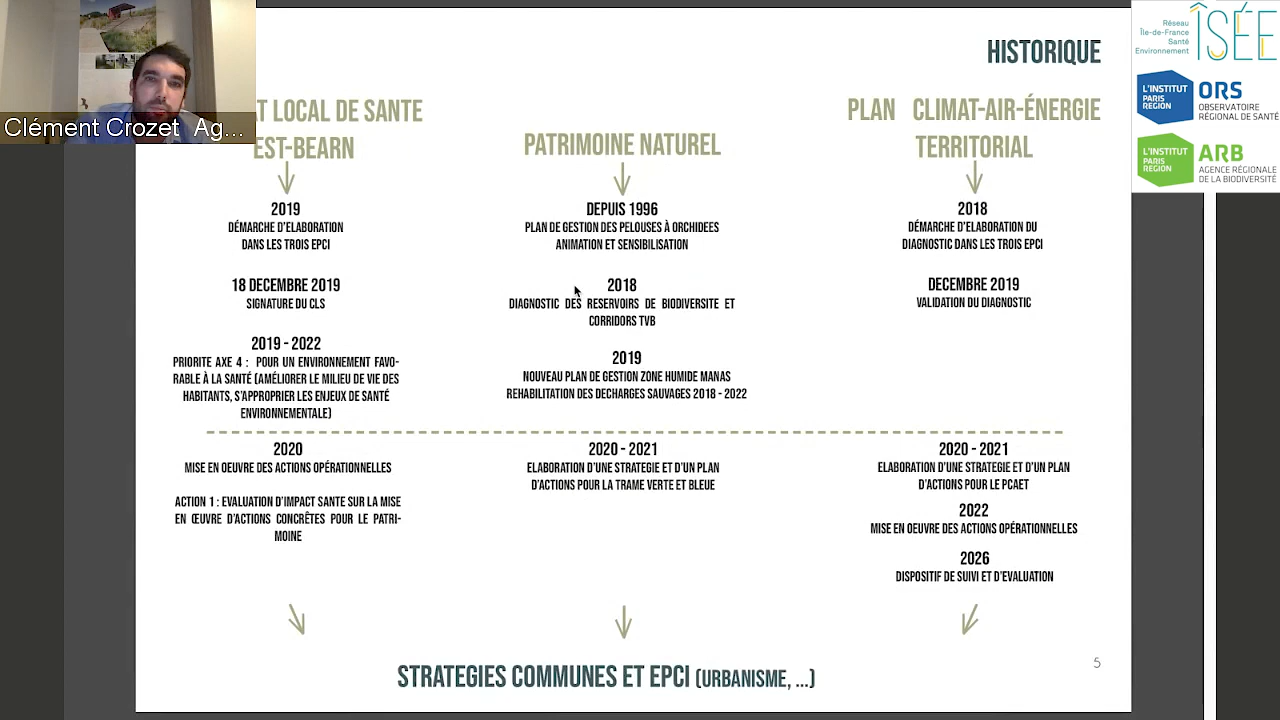 Clément Crozet Ag...
HISTORIQUE
T LOCAL DE SANTE
EST-BEARN
2019
DÉMARCHE D'ELABORATION
DANS LES TROIS EPCI
18 DECEMBRE 2019
SIGNATURE DU CLS
2019 - 2022
PRIORITE AXE 4 : POUR UN ENVIRONNEMENT FAVO-
RABLE À LA SANTÉ (AMÉLIORER LE MILIEU DE VIE DES
HABITANTS, S'APPROPRIER LES ENJEUX DE SANTÉ
ENVIRONNEMENTALE)
2020
MISE EN OEUVRE DES ACTIONS OPÉRATIONNELLES
ACTION 1 : EVALUATION D'IMPACT SANTE SUR LA MISE
EN ŒUVRE D'ACTIONS CONCRÈTES POUR LE PATRI-
MOINE
PATRIMOINE NATUREL
DEPUIS 1996
PLAN DE GESTION DES PELOUSES À ORCHIDEES
ANIMATION ET SENSIBILISATION
2018
DIAGNOSTIC DES RESERVOIRS DE BIODIVERSITE ET
CORRIDORS TVB
2019
NOUVEAU PLAN DE GESTION ZONE HUMIDE MANAS
REHABILITATION DES DECHARGES SAUVAGES 2018 - 2022
2020 - 2021
ELABORATION D'UNE STRATEGIE ET D'UN PLAN
D'ACTIONS POUR LA TRAME VERTE ET BLEUE
PLAN CLIMAT-AIR-ÉNERGIE
TERRITORIAL
2018
DÉMARCHE D'ELABORATION DU
DIAGNOSTIC DANS LES TROIS EPCI
DECEMBRE 2019
VALIDATION DU DIAGNOSTIC
2020 - 2021
ELABORATION D'UNE STRATEGIE ET D'UN PLAN
D'ACTIONS POUR LE PCAET
2022
MISE EN OEUVRE DES ACTIONS OPÉRATIONNELLES
2026
DISPOSITIF DE SUIVI ET D'EVALUATION
STRATEGIES COMMUNES ET EPCI (URBANISME, ...)
5
Réseau
Île-de-France
Santé
Environnement
ÎSÉE
L'INSTITUT
PARIS
REGION
ORS
OBSERVATOIRE
RÉGIONAL DE SANTÉ
L'INSTITUT
PARIS
REGION
ARB
AGENCE RÉGIONALE
DE LA BIODIVERSITÉ